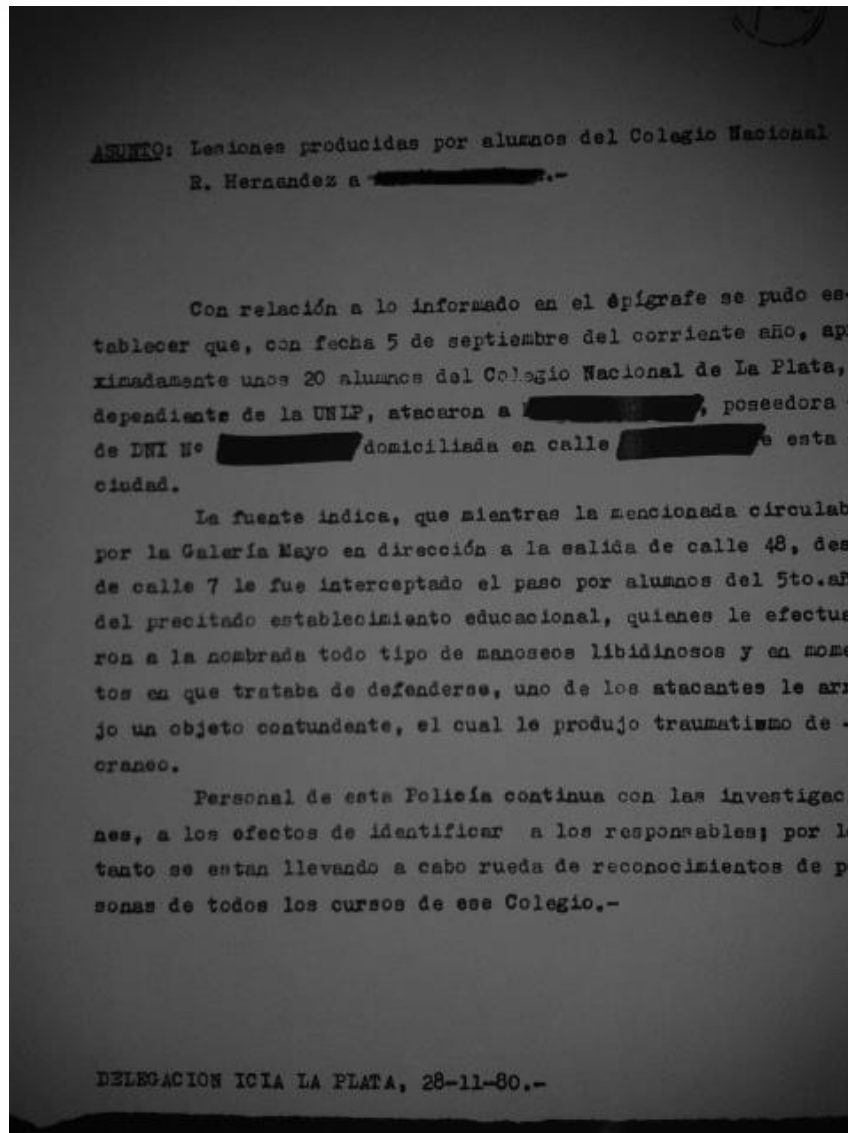 ASUNTO: Lesiones producidas por alumnos del Colegio Nacional
R. Hernandez a .-
Con relación a lo informado en el épígrafe se pudo es-
tablecer que, con fecha 5 de septiembre del corriente año, apr
ximadamente unos 20 alumnos del Colegio Nacional de La Plata,
dependiente de la UNLP, atacaron a , poseedora
de DNI Nº domiciliada en calle e esta
ciudad.
La fuente indica, que mientras la mencionada circulab
por la Galería Mayo en dirección a la salida de calle 48, des
de calle 7 le fue interceptado el paso por alumnos del 5to.añ
del precitado establecimiento educacional, quienes le efectua
ron a la nombrada todo tipo de manoseos libidinosos y en mome
tos en que trataba de defenderse, uno de los atacantes le arr
jo un objeto contundente, el cual le produjo traumatismo de -
craneo.
Personal de esta Policía continua con las investigac
nes, a los efectos de identificar a los responsables; por l
tanto se estan llevando a cabo rueda de reconocimientos de p
sonas de todos los cursos de ese Colegio.-
DELEGACION ICIA LA PLATA, 28-11-80.-